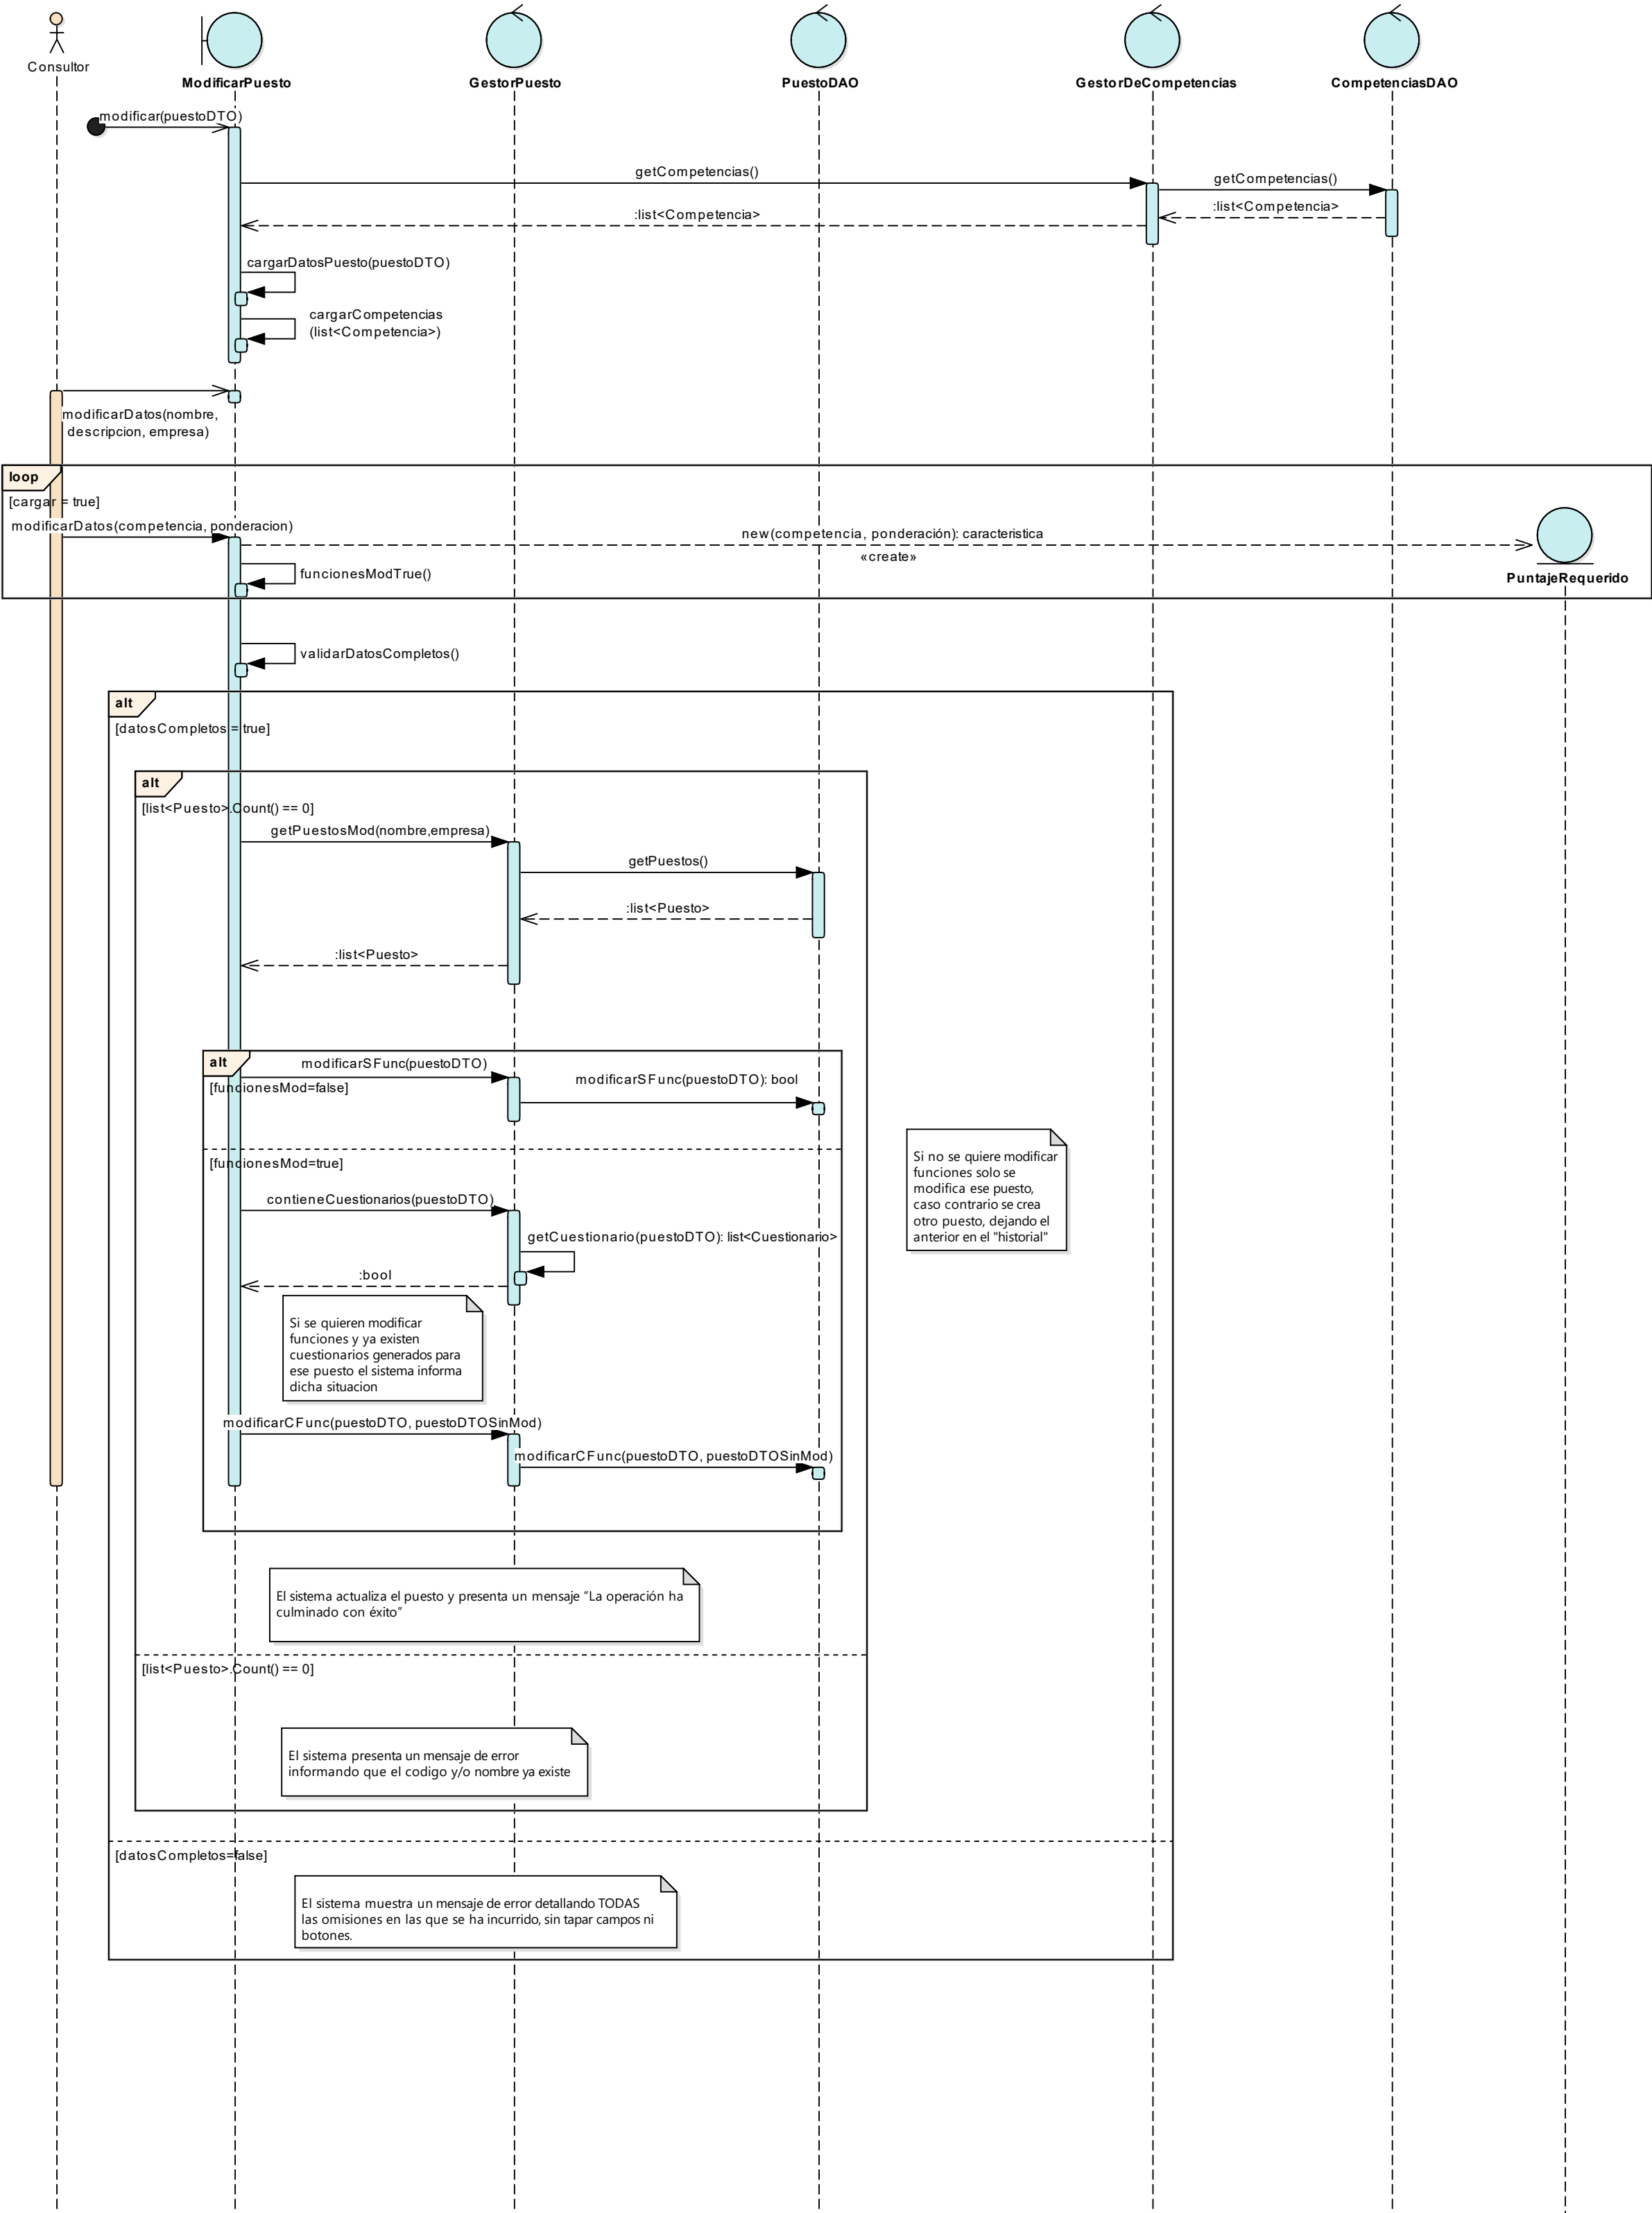 Consultor
ModificarPuesto
GestorPuesto
PuestoDAO
GestorDeCompetencias
CompetenciasDAO
modificar(puestoDTO)
getCompetencias()
getCompetencias()
:list<Competencia>
:list<Competencia>
cargarDatosPuesto(puestoDTO)
cargarCompetencias
(list<Competencia>)
modificarDatos(nombre,
descripcion, empresa)
loop
[cargar = true]
modificarDatos(competencia, ponderacion)
new(competencia, ponderación): caracteristica
«create»
funcionesModTrue()
PuntajeRequerido
validarDatosCompletos()
alt
[datosCompletos = true]
alt
[list<Puesto>.Count() == 0]
getPuestosMod(nombre,empresa)
getPuestos()
:list<Puesto>
:list<Puesto>
alt
modificarSFunc(puestoDTO)
[funcionesMod=false]
modificarSFunc(puestoDTO): bool
[funcionesMod=true]
Si no se quiere modificar
funciones solo se
modifica ese puesto,
caso contrario se crea
otro puesto, dejando el
anterior en el "historial"
contieneCuestionarios(puestoDTO)
getCuestionario(puestoDTO): list<Cuestionario>
:bool
Si se quieren modificar
funciones y ya existen
cuestionarios generados para
ese puesto el sistema informa
dicha situacion
modificarCFunc(puestoDTO, puestoDTOSinMod)
modificarCFunc(puestoDTO, puestoDTOSinMod)
El sistema actualiza el puesto y presenta un mensaje “La operación ha
culminado con éxito”
[list<Puesto>.Count() == 0]
El sistema presenta un mensaje de error
informando que el codigo y/o nombre ya existe
[datosCompletos=false]
El sistema muestra un mensaje de error detallando TODAS
las omisiones en las que se ha incurrido, sin tapar campos ni
botones.